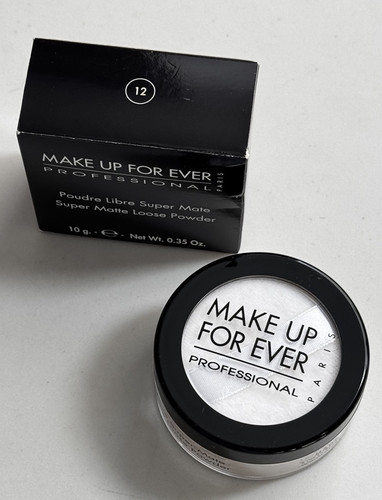 12
MAKE UP FOR EVER
PROFESSIONAL PARIS
Poudre Libre Super Mate
Super Matte Loose Powder
10 g. - ℮ - Net Wt. 0.35 Oz.
MAKE UP
FOR EVER
PROFESSIONAL
PARIS